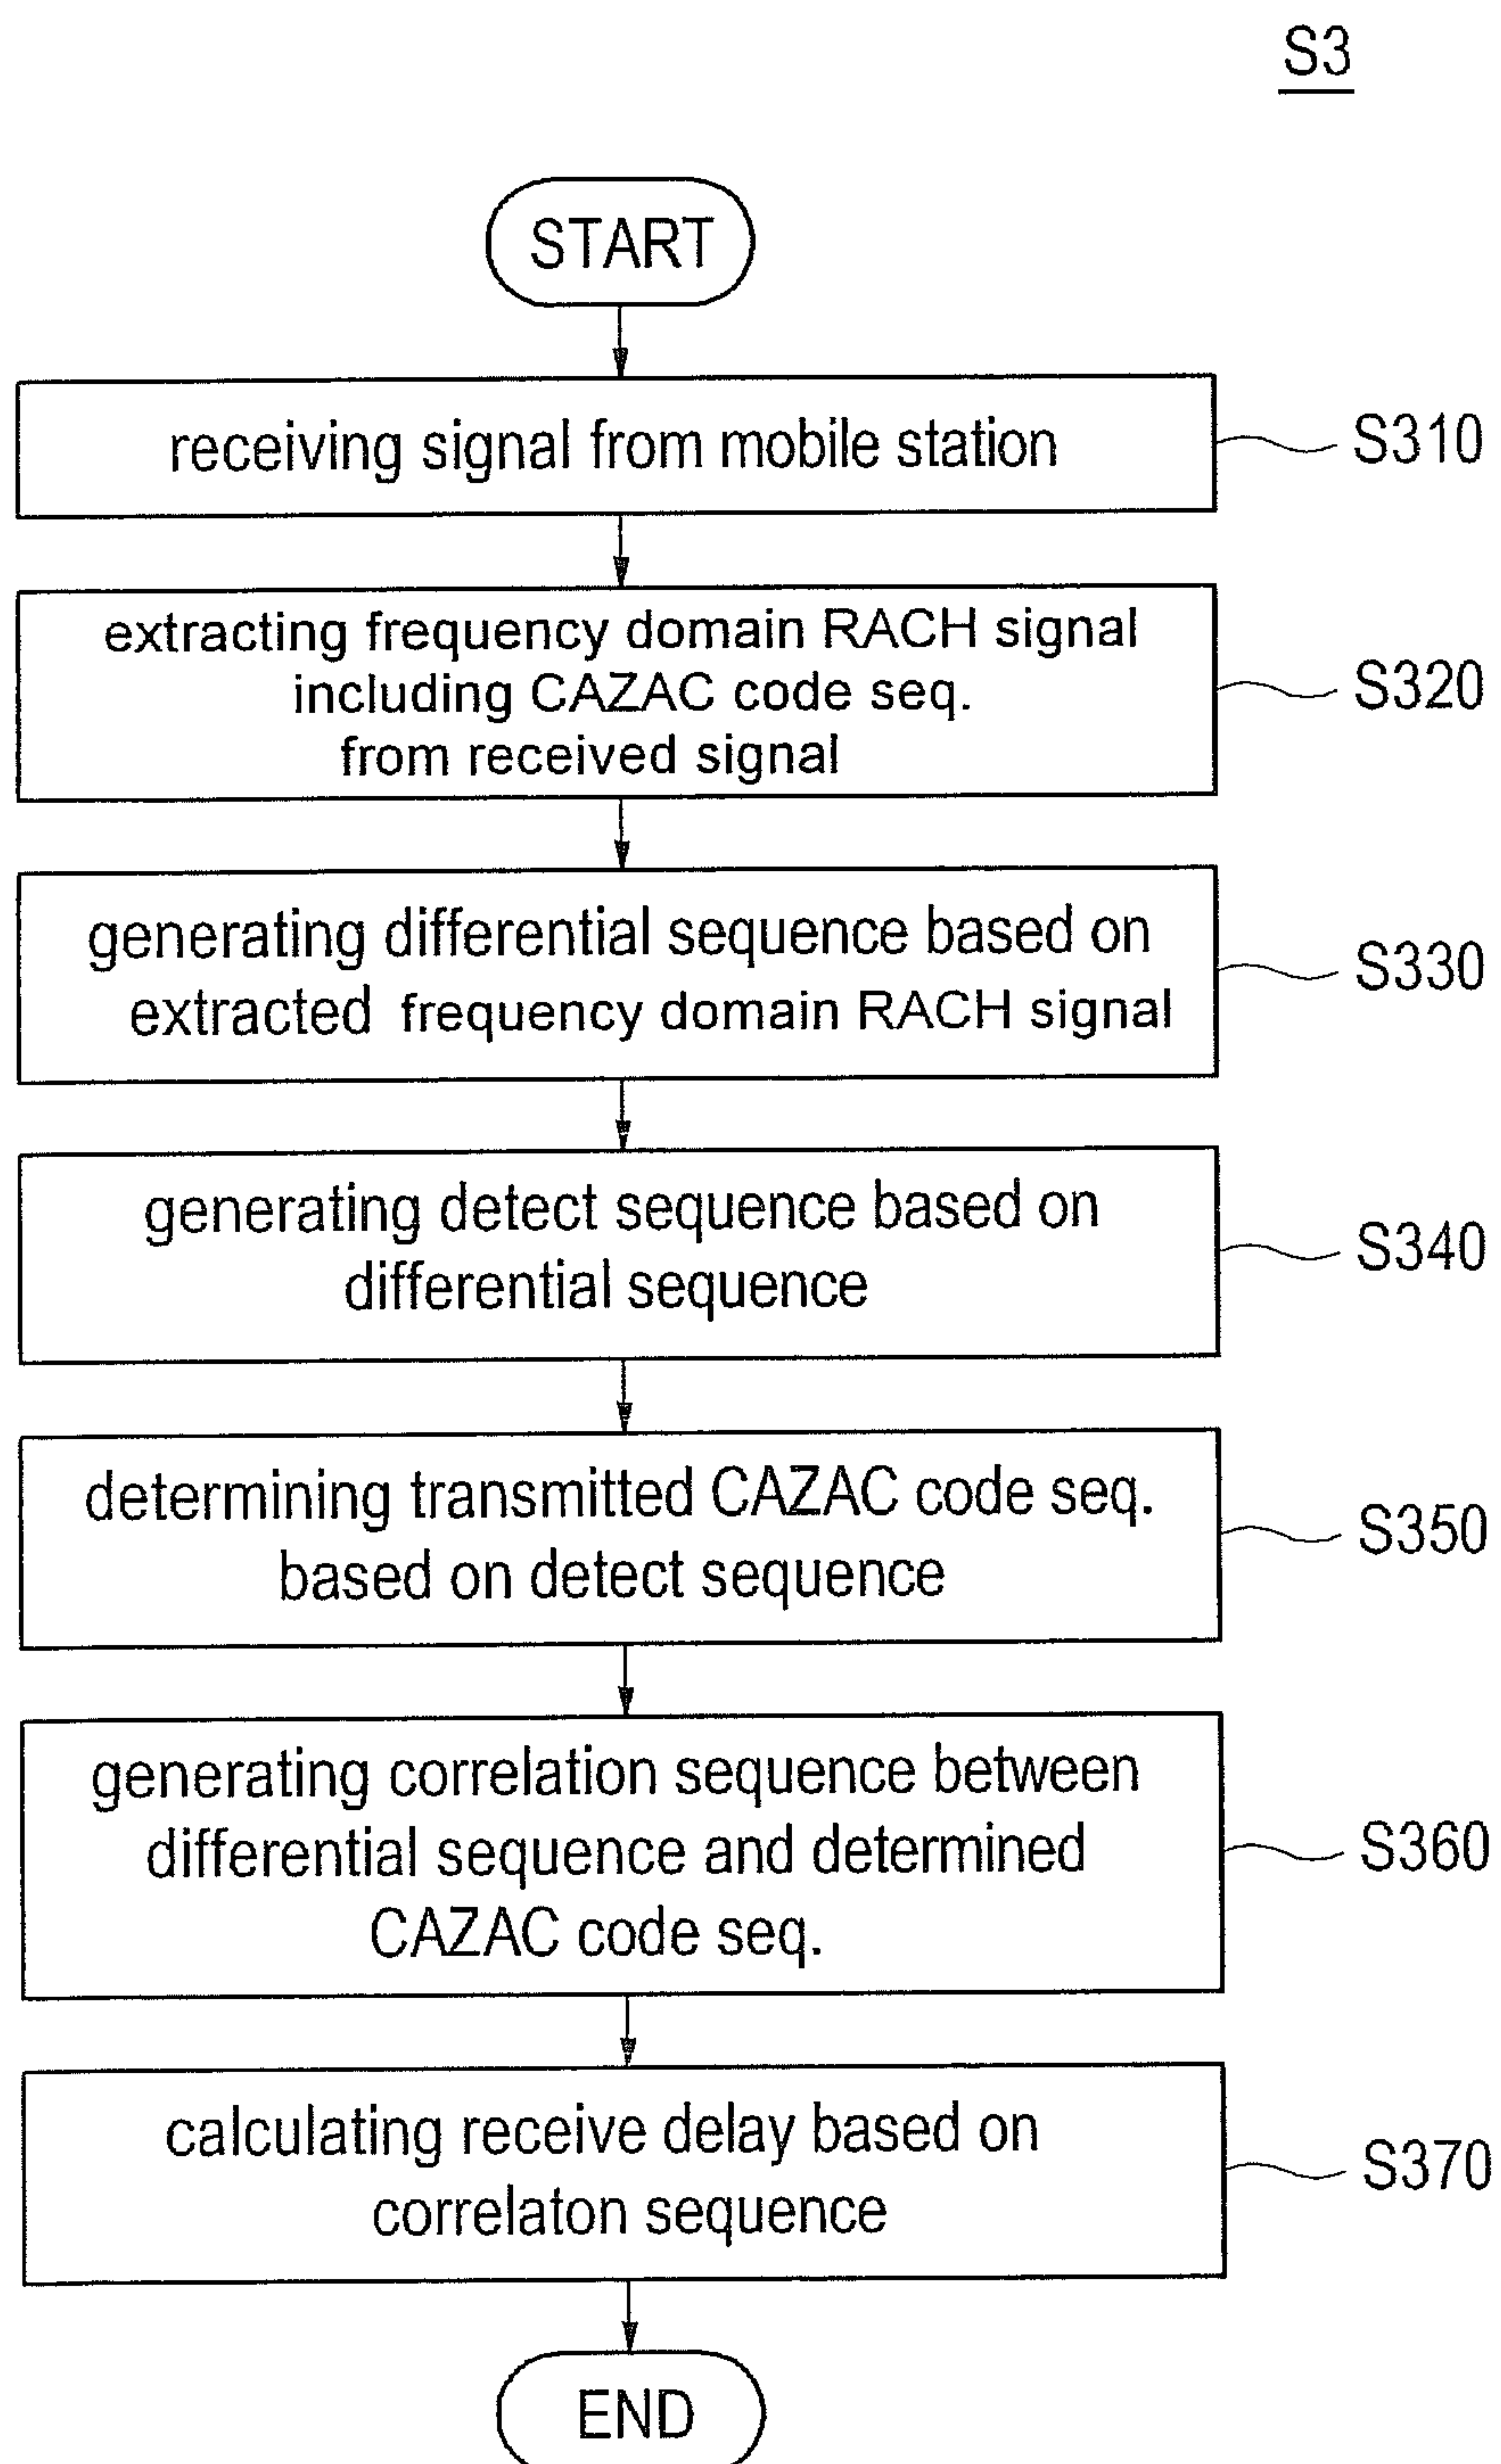 S3
START
receiving signal from mobile station
S310
extracting frequency domain RACH signal
including CAZAC code seq.
from received signal
S320
generating differential sequence based on
extracted frequency domain RACH signal
S330
generating detect sequence based on
differential sequence
S340
determining transmitted CAZAC code seq.
based on detect sequence
S350
generating correlation sequence between
differential sequence and determined
CAZAC code seq.
S360
calculating receive delay based on
correlaton sequence
S370
END